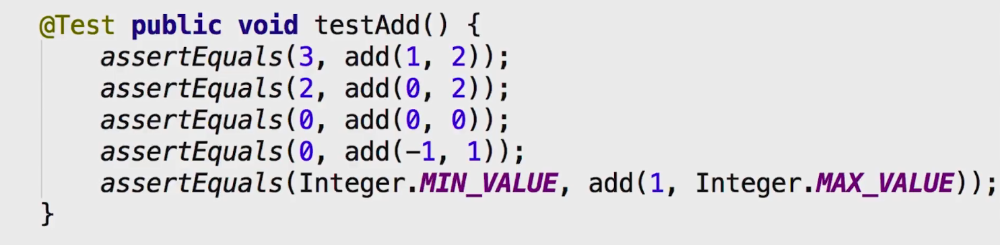 @Test public void testAdd() {
    assertEquals(3, add(1, 2));
    assertEquals(2, add(0, 2));
    assertEquals(0, add(0, 0));
    assertEquals(0, add(-1, 1));
    assertEquals(Integer.MIN_VALUE, add(1, Integer.MAX_VALUE));
}